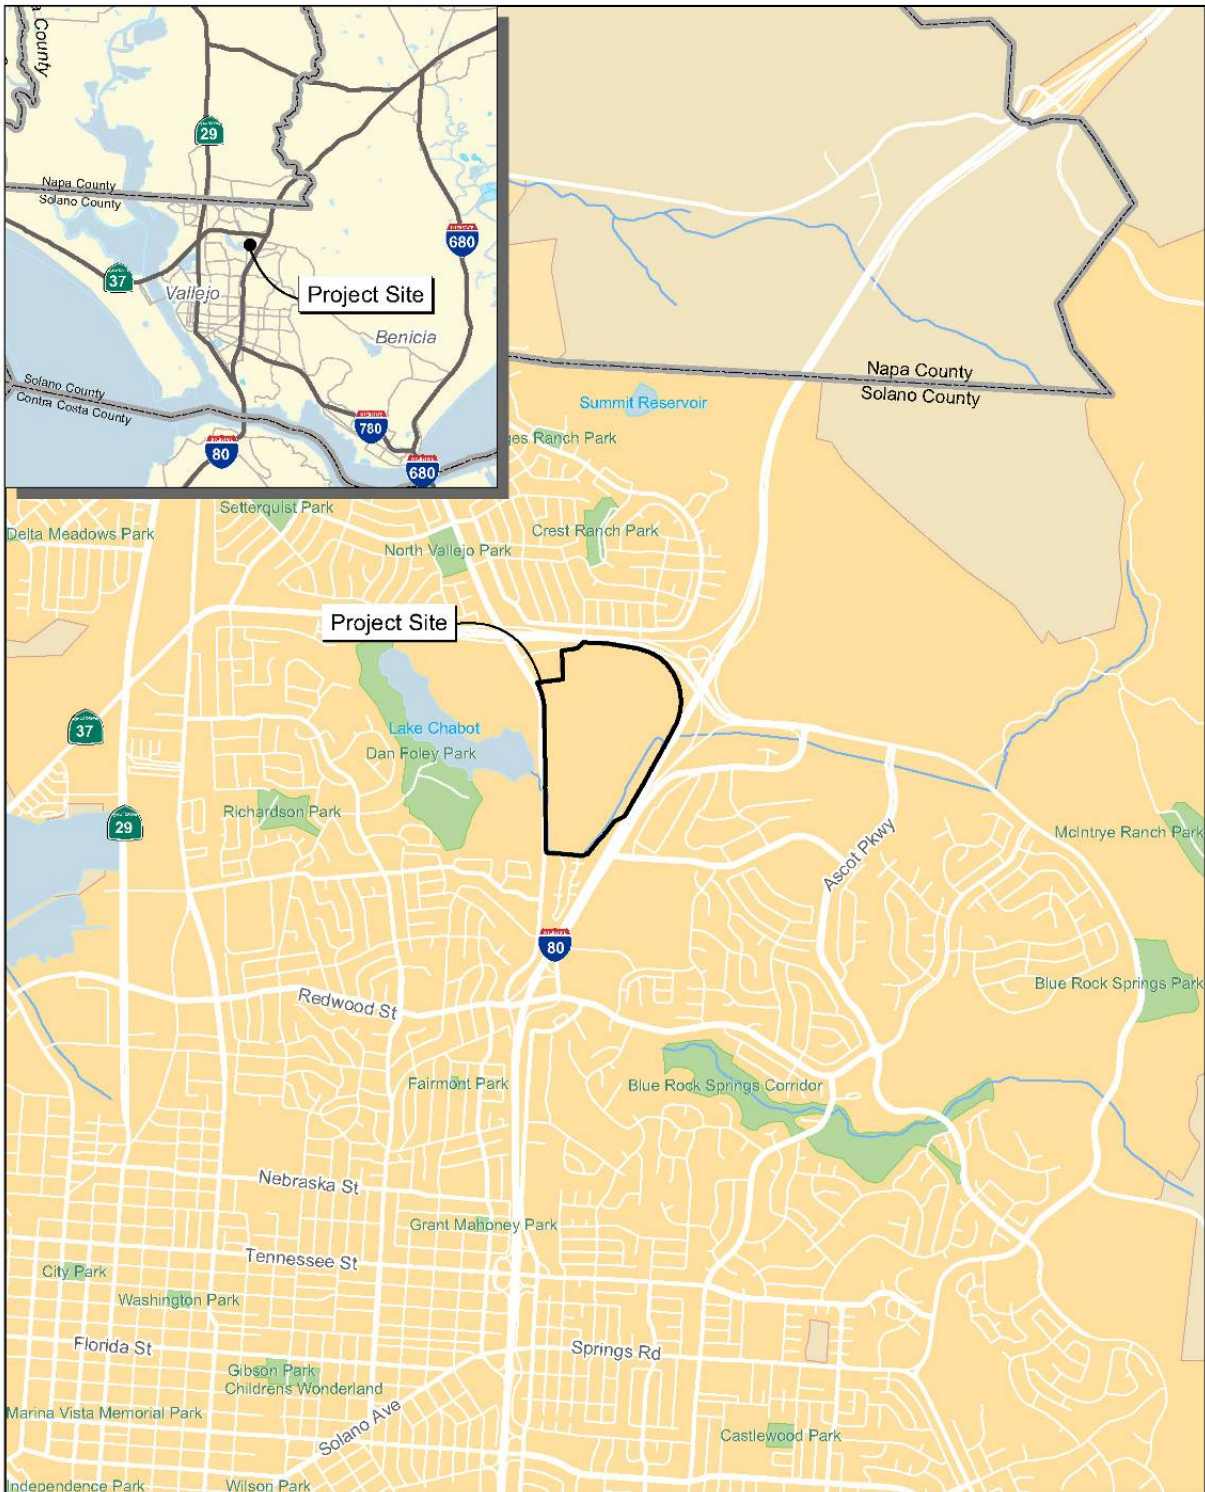 a County
29
Napa County
Solano County
680
37
Vallejo
Project Site
Benicia
Solano County
Contra Costa County
780
80
680
Napa County
Solano County
Summit Reservoir
ges Ranch Park
Setterquist Park
Delta Meadows Park
Crest Ranch Park
North Vallejo Park
Project Site
Lake Chabot
37
Dan Foley Park
Richardson Park
29
McIntrye Ranch Park
Ascot Pkwy
80
Blue Rock Springs Park
Redwood St
Fairmont Park
Blue Rock Springs Corridor
Nebraska St
Grant Mahoney Park
Tennessee St
City Park
Washington Park
Florida St
Springs Rd
Gibson Park
Childrens Wonderland
Marina Vista Memorial Park
Solano Ave
Castlewood Park
Independence Park
Wilson Park